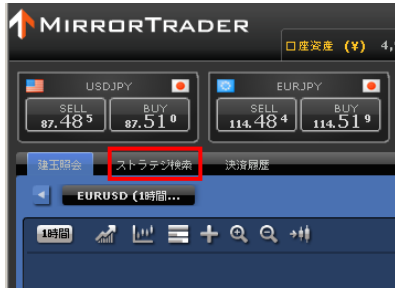 MIRRORTRADER
口座資産 (¥) 4,
USDJPY
EURJPY
SELL BUY SELL BUY
87.48⁵ 87.51⁰ 114.48⁴ 114.51⁹
建玉照会 ストラテジ検索 決済履歴
EURUSD (1時間...
1時間